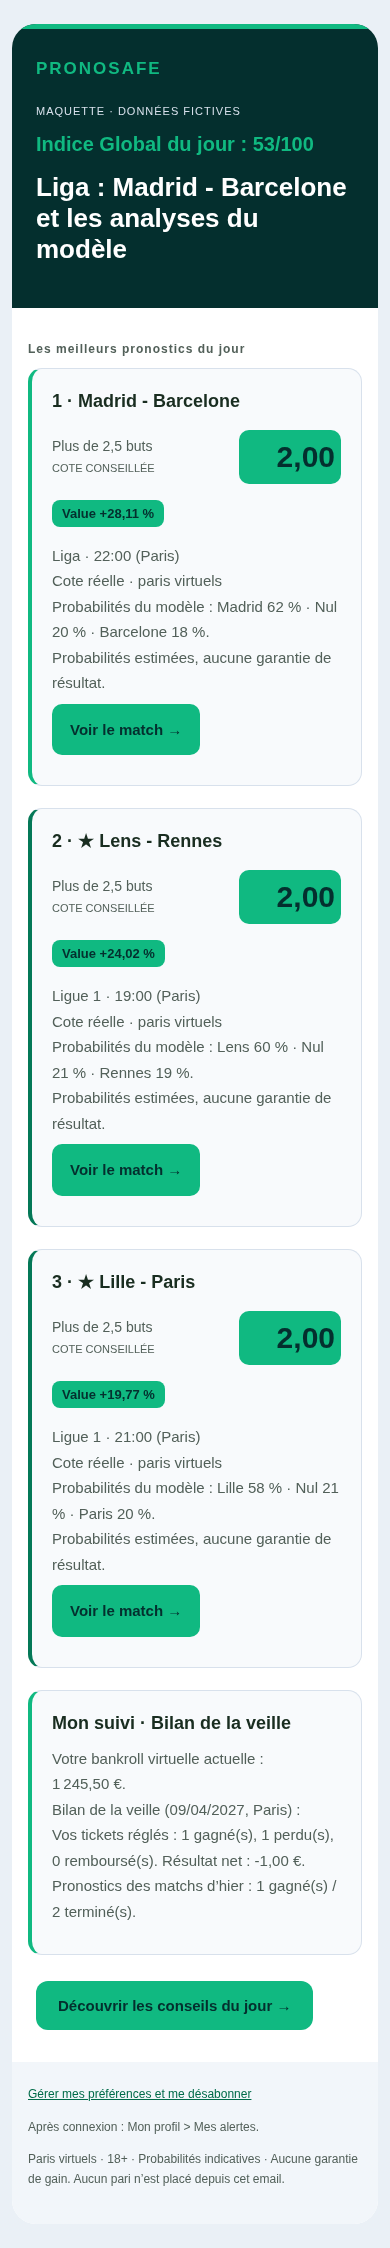 PRONOSAFE
MAQUETTE · DONNÉES FICTIVES
Indice Global du jour : 53/100
Liga : Madrid - Barcelone
et les analyses du
modèle
Les meilleurs pronostics du jour
1 · Madrid - Barcelone
Plus de 2,5 buts
COTE CONSEILLÉE
2,00
Value +28,11 %
Liga · 22:00 (Paris)
Cote réelle · paris virtuels
Probabilités du modèle : Madrid 62 % · Nul
20 % · Barcelone 18 %.
Probabilités estimées, aucune garantie de
résultat.
Voir le match →
2 · ★ Lens - Rennes
Plus de 2,5 buts
COTE CONSEILLÉE
2,00
Value +24,02 %
Ligue 1 · 19:00 (Paris)
Cote réelle · paris virtuels
Probabilités du modèle : Lens 60 % · Nul
21 % · Rennes 19 %.
Probabilités estimées, aucune garantie de
résultat.
Voir le match →
3 · ★ Lille - Paris
Plus de 2,5 buts
COTE CONSEILLÉE
2,00
Value +19,77 %
Ligue 1 · 21:00 (Paris)
Cote réelle · paris virtuels
Probabilités du modèle : Lille 58 % · Nul 21
% · Paris 20 %.
Probabilités estimées, aucune garantie de
résultat.
Voir le match →
Mon suivi · Bilan de la veille
Votre bankroll virtuelle actuelle :
1 245,50 €.
Bilan de la veille (09/04/2027, Paris) :
Vos tickets réglés : 1 gagné(s), 1 perdu(s),
0 remboursé(s). Résultat net : -1,00 €.
Pronostics des matchs d’hier : 1 gagné(s) /
2 terminé(s).
Découvrir les conseils du jour →
Gérer mes préférences et me désabonner
Après connexion : Mon profil > Mes alertes.
Paris virtuels · 18+ · Probabilités indicatives · Aucune garantie
de gain. Aucun pari n’est placé depuis cet email.